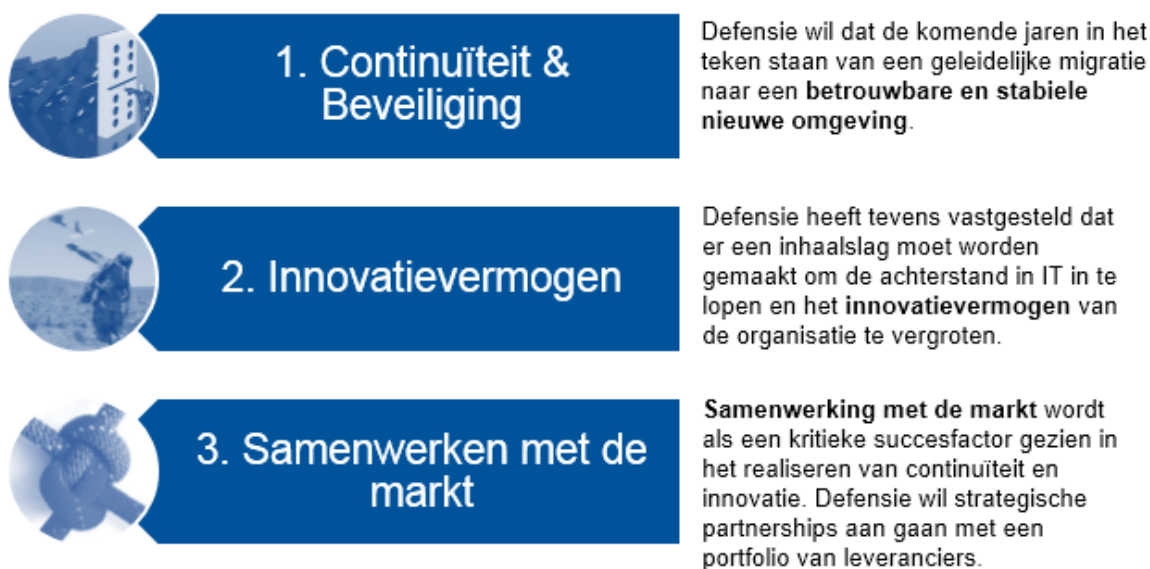 1. Continuïteit &
Beveiliging
Defensie wil dat de komende jaren in het
teken staan van een geleidelijke migratie
naar een betrouwbare en stabiele
nieuwe omgeving.
2. Innovatievermogen
Defensie heeft tevens vastgesteld dat
er een inhaalslag moet worden
gemaakt om de achterstand in IT in te
lopen en het innovatievermogen van
de organisatie te vergroten.
3. Samenwerken met de
markt
Samenwerking met de markt wordt
als een kritieke succesfactor gezien in
het realiseren van continuïteit en
innovatie. Defensie wil strategische
partnerships aan gaan met een
portfolio van leveranciers.